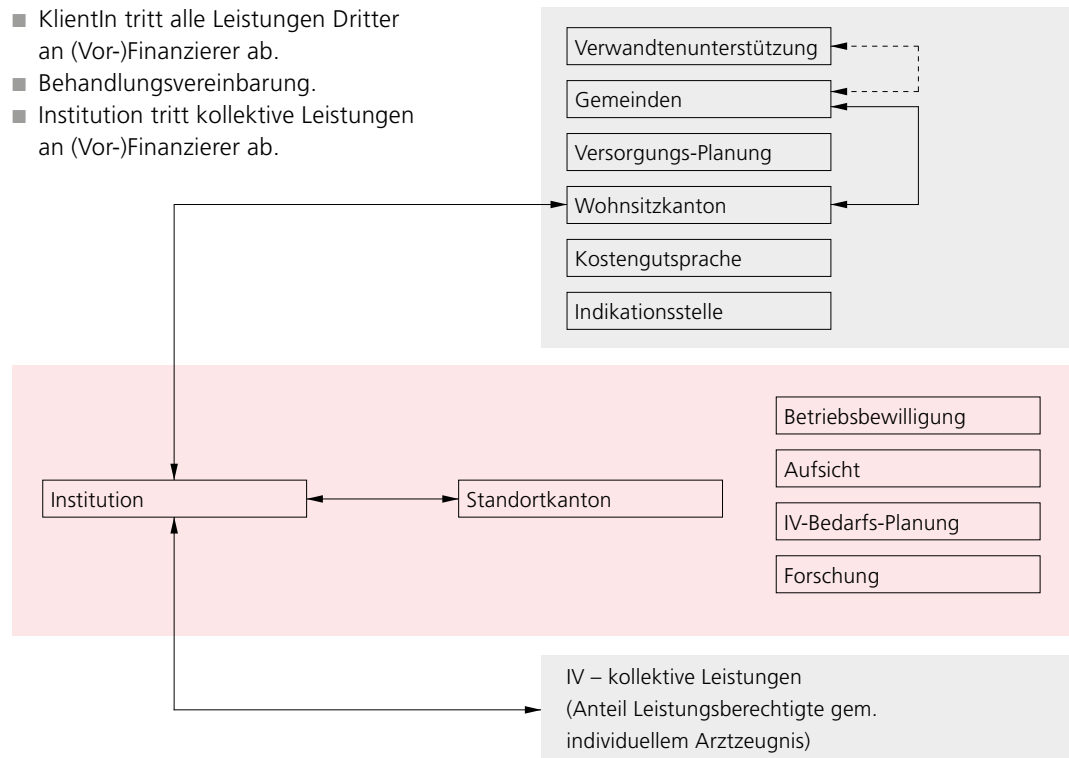 ■ KlientIn tritt alle Leistungen Dritter
an (Vor-)Finanzierer ab.
■ Behandlungsvereinbarung.
■ Institution tritt kollektive Leistungen
an (Vor-)Finanzierer ab.
Verwandtenunterstützung
Gemeinden
Versorgungs-Planung
Wohnsitzkanton
Kostengutsprache
Indikationsstelle
Betriebsbewilligung
Aufsicht
Institution
Standortkanton
IV-Bedarfs-Planung
Forschung
IV – kollektive Leistungen
(Anteil Leistungsberechtigte gem.
individuellem Arztzeugnis)